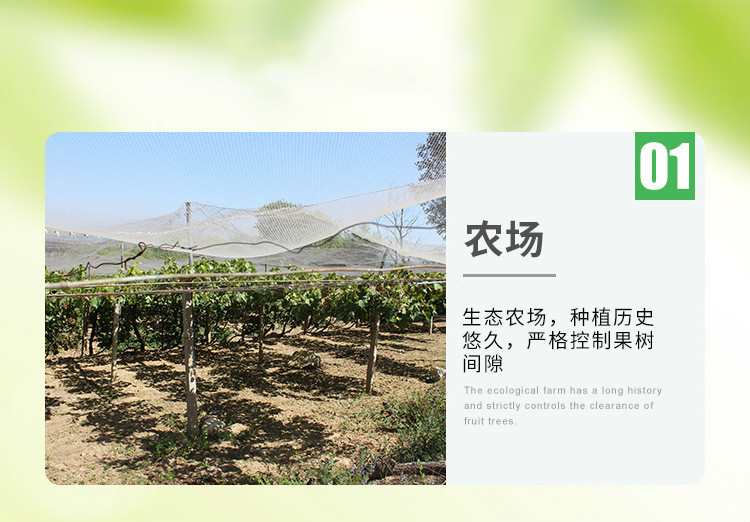 01
农场
生态农场，种植历史
悠久，严格控制果树
间隙
The ecological farm has a long history
and strictly controls the clearance of
fruit trees.